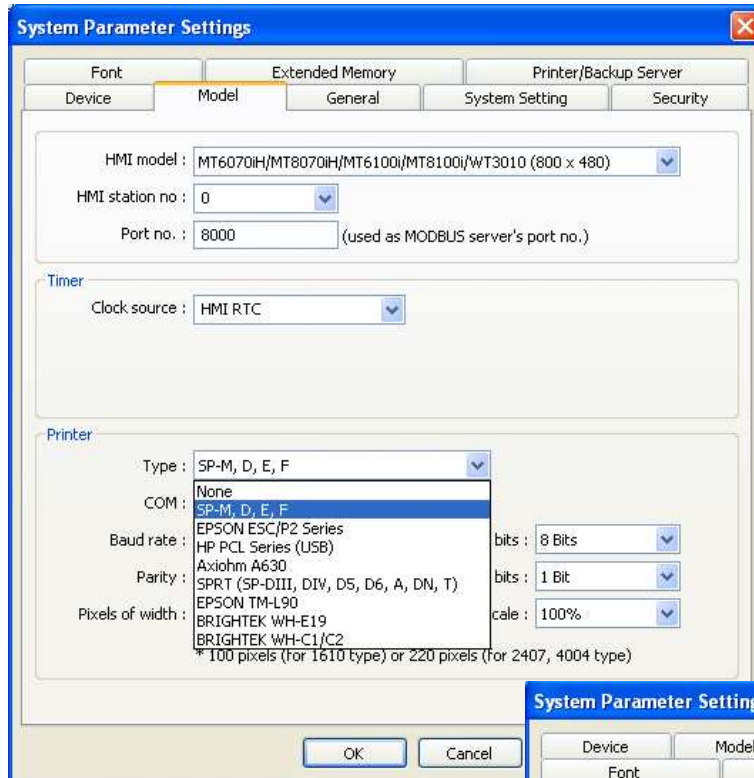 System Parameter Settings
Font Extended Memory Printer/Backup Server
Device Model General System Setting Security
HMI model : MT6070iH/MT8070iH/MT6100i/MT8100i/WT3010 (800 x 480)
HMI station no : 0
Port no. : 8000 (used as MODBUS server's port no.)
Timer
Clock source : HMI RTC
Printer
Type : SP-M, D, E, F
COM :
None
SP-M, D, E, F
EPSON ESC/P2 Series
HP PCL Series (USB)
Axiohm A630
SPRT (SP-DIII, DIV, D5, D6, A, DN, T)
EPSON TM-L90
BRIGHTEK WH-E19
BRIGHTEK WH-C1/C2
Baud rate : bits : 8 Bits
Parity : bits : 1 Bit
Pixels of width : cale : 100%
* 100 pixels (for 1610 type) or 220 pixels (for 2407, 4004 type)
OK Cancel
System Parameter Setting
Device Model
Font